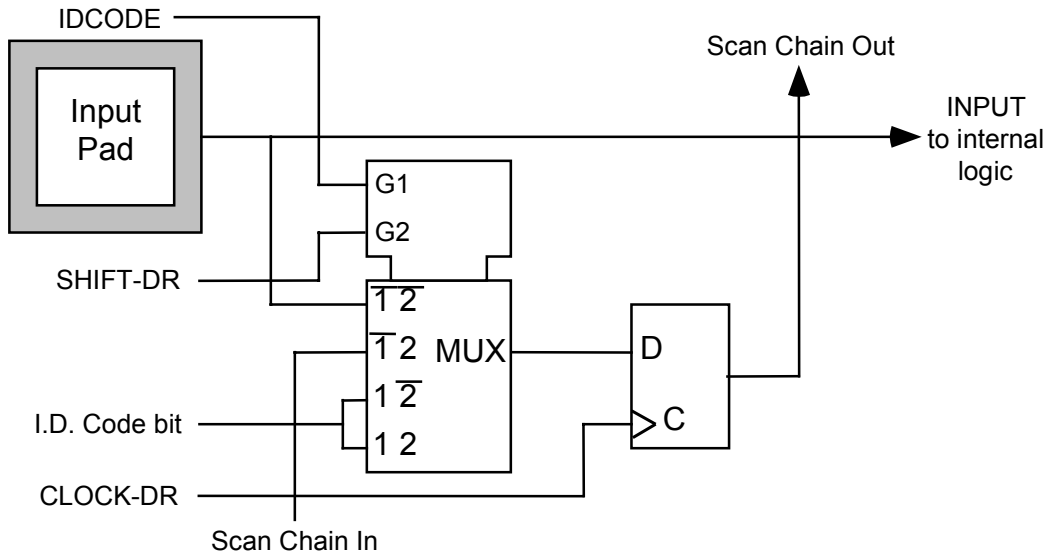 IDCODE
Input
Pad
Scan Chain Out
INPUT
to internal
logic
G1
G2
SHIFT-DR
1̅ 2̅
1̅ 2
MUX
1 2̅
1 2
D
C
I.D. Code bit
CLOCK-DR
Scan Chain In